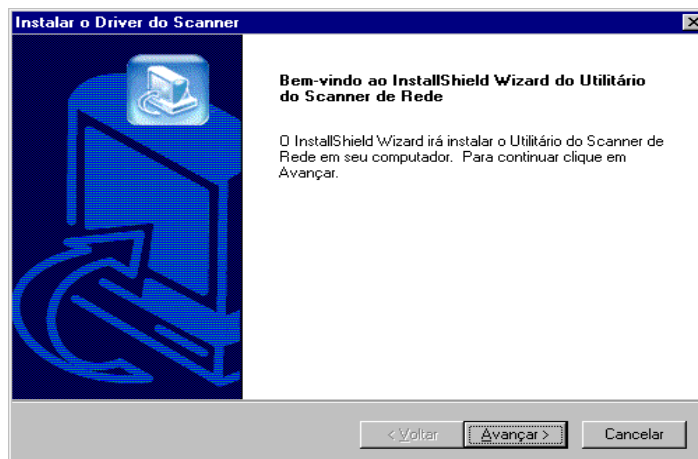 Instalar o Driver do Scanner
Bem-vindo ao InstallShield Wizard do Utilitário
do Scanner de Rede
O InstallShield Wizard irá instalar o Utilitário do Scanner de
Rede em seu computador. Para continuar clique em
Avançar.
< Voltar Avançar > Cancelar